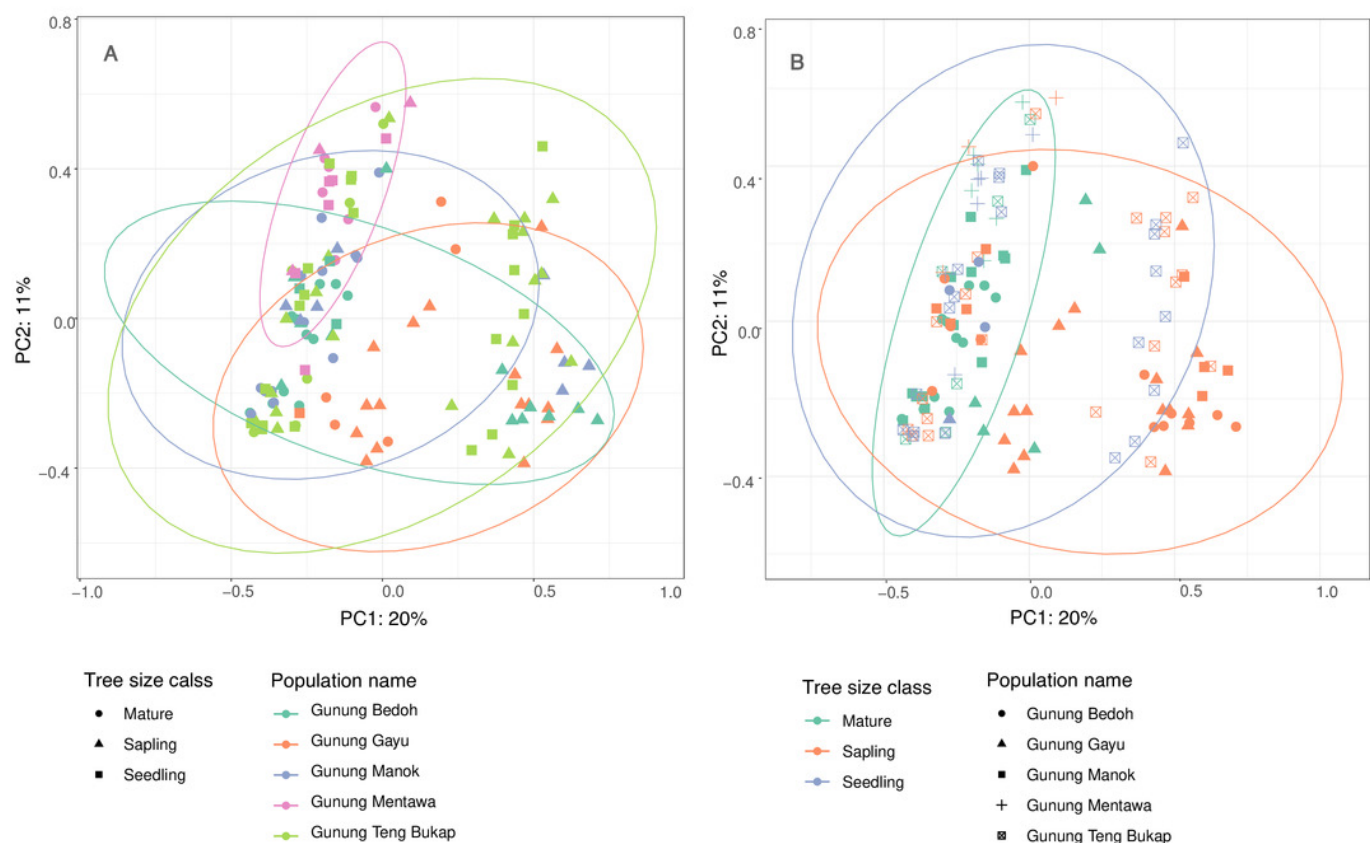 A
0.8
0.4
0.0
−0.4
PC2: 11%
−1.0
−0.5
0.0
0.5
1.0
PC1: 20%
B
0.8
0.4
0.0
−0.4
PC2: 11%
−0.5
0.0
0.5
1.0
PC1: 20%
Tree size calss
Mature
Sapling
Seedling
Population name
Gunung Bedoh
Gunung Gayu
Gunung Manok
Gunung Mentawa
Gunung Teng Bukap
Tree size class
Mature
Sapling
Seedling
Population name
Gunung Bedoh
Gunung Gayu
Gunung Manok
Gunung Mentawa
Gunung Teng Bukap